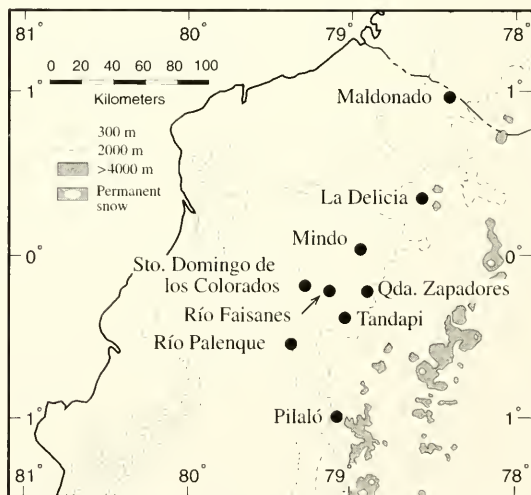 81 80 79 78
0 20 40 60 80 100
Kilometers
1°
1°
300 m
2000 m
>4000 m
Permanent
snow
Maldonado
La Delicia
Mindo
0°
0°
Sto. Domingo de
los Colorados
Qda. Zapadores
Río Faisanes
Tandapi
Río Palenque
Pilaló
1°
1°
81° 80 79° 78°